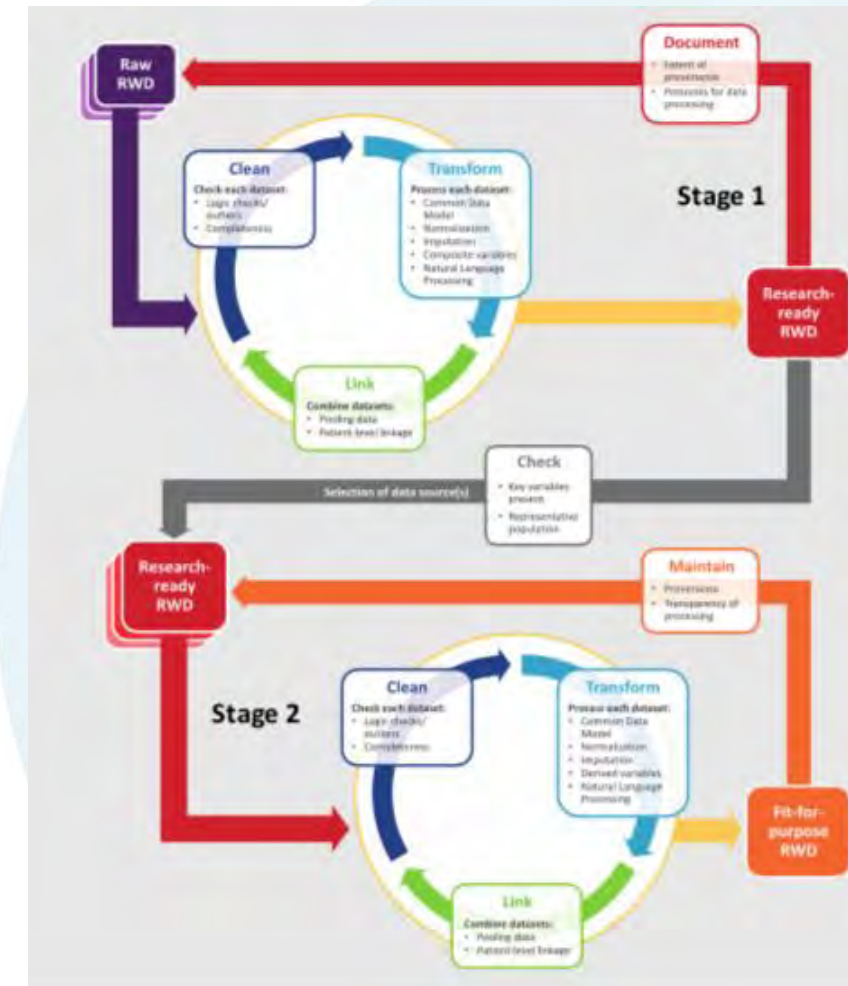 Raw
RWD
Document
• Extent of
provenance
• Protocols for data
processing
Clean
Check each dataset:
• Logic checks/
outliers
• Completeness
Transform
Process each dataset:
• Common Data
Model
• Normalization
• Imputation
• Composite variables
• Natural Language
Processing
Stage 1
Research-
ready
RWD
Link
Combine datasets:
• Pooling data
• Patient-level linkage
Check
• Key variables
present
• Representative
population
Selection of data source(s)
Research-
ready
RWD
Maintain
• Provenance
• Transparency of
processing
Stage 2
Clean
Check each dataset:
• Logic checks/
outliers
• Completeness
Transform
Process each dataset:
• Common Data
Model
• Normalization
• Imputation
• Derived variables
• Natural Language
Processing
Fit-for-
purpose
RWD
Link
Combine datasets:
• Pooling data
• Patient-level linkage